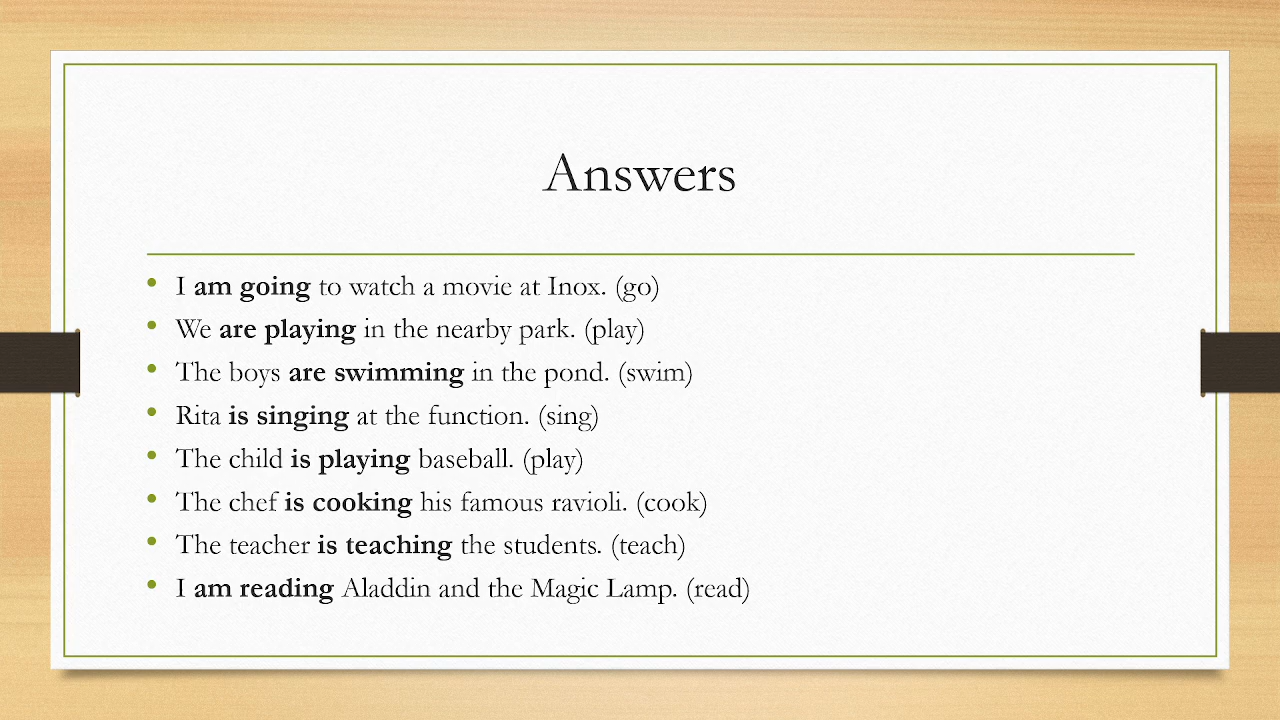 Answers
• I am going to watch a movie at Inox. (go)
• We are playing in the nearby park. (play)
• The boys are swimming in the pond. (swim)
• Rita is singing at the function. (sing)
• The child is playing baseball. (play)
• The chef is cooking his famous ravioli. (cook)
• The teacher is teaching the students. (teach)
• I am reading Aladdin and the Magic Lamp. (read)